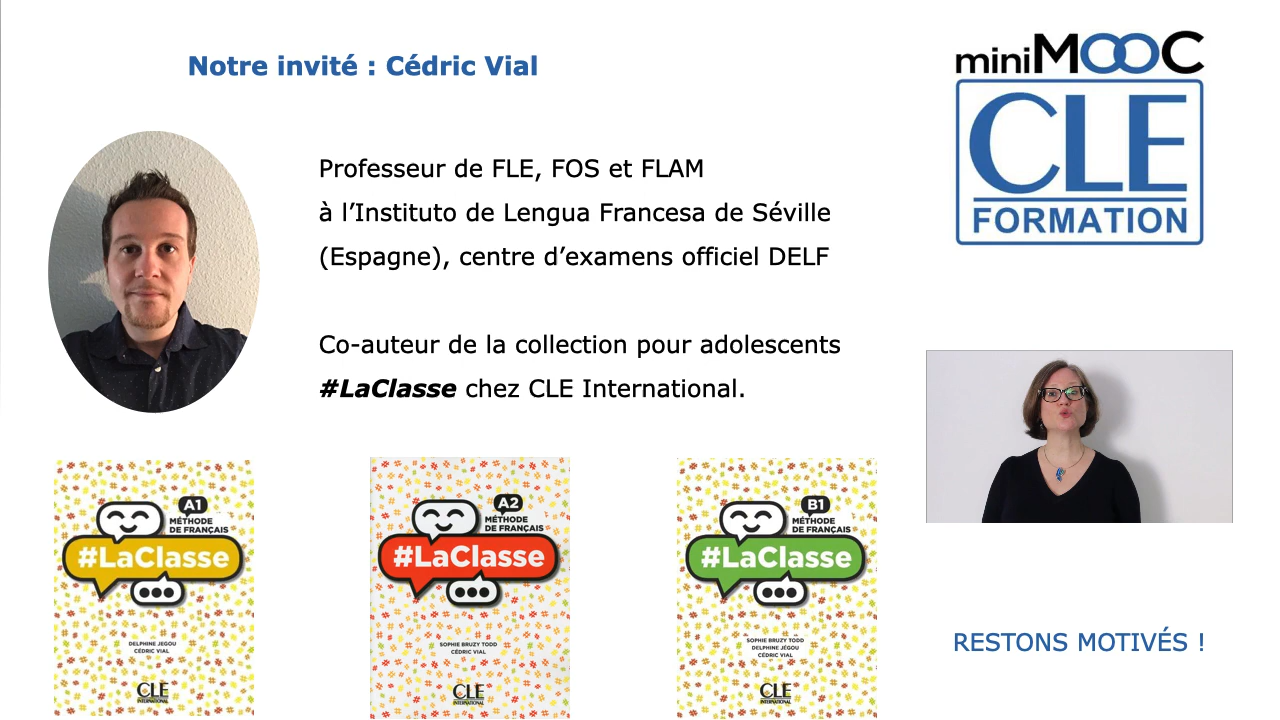 Notre invité : Cédric Vial
miniMOOC
CLE
FORMATION
Professeur de FLE, FOS et FLAM
à l’Instituto de Lengua Francesa de Séville
(Espagne), centre d’examens officiel DELF
Co-auteur de la collection pour adolescents
#LaClasse chez CLE International.
A1
MÉTHODE
DE FRANÇAIS
#LaClasse
DELPHINE JÉGOU
CÉDRIC VIAL
CLE
INTERNATIONAL
A2
MÉTHODE
DE FRANÇAIS
#LaClasse
SOPHIE BRUZY TODD
CÉDRIC VIAL
CLE
INTERNATIONAL
B1
MÉTHODE
DE FRANÇAIS
#LaClasse
SOPHIE BRUZY TODD
DELPHINE JÉGOU
CÉDRIC VIAL
CLE
INTERNATIONAL
RESTONS MOTIVÉS !